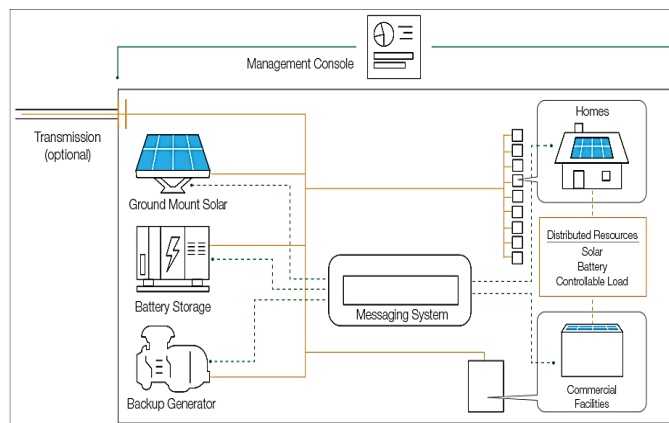 Management Console
Transmission
(optional)
Homes
Ground Mount Solar
Distributed Resources
Solar
Battery
Controllable Load
Battery Storage
Messaging System
Backup Generator
Commercial
Facilities